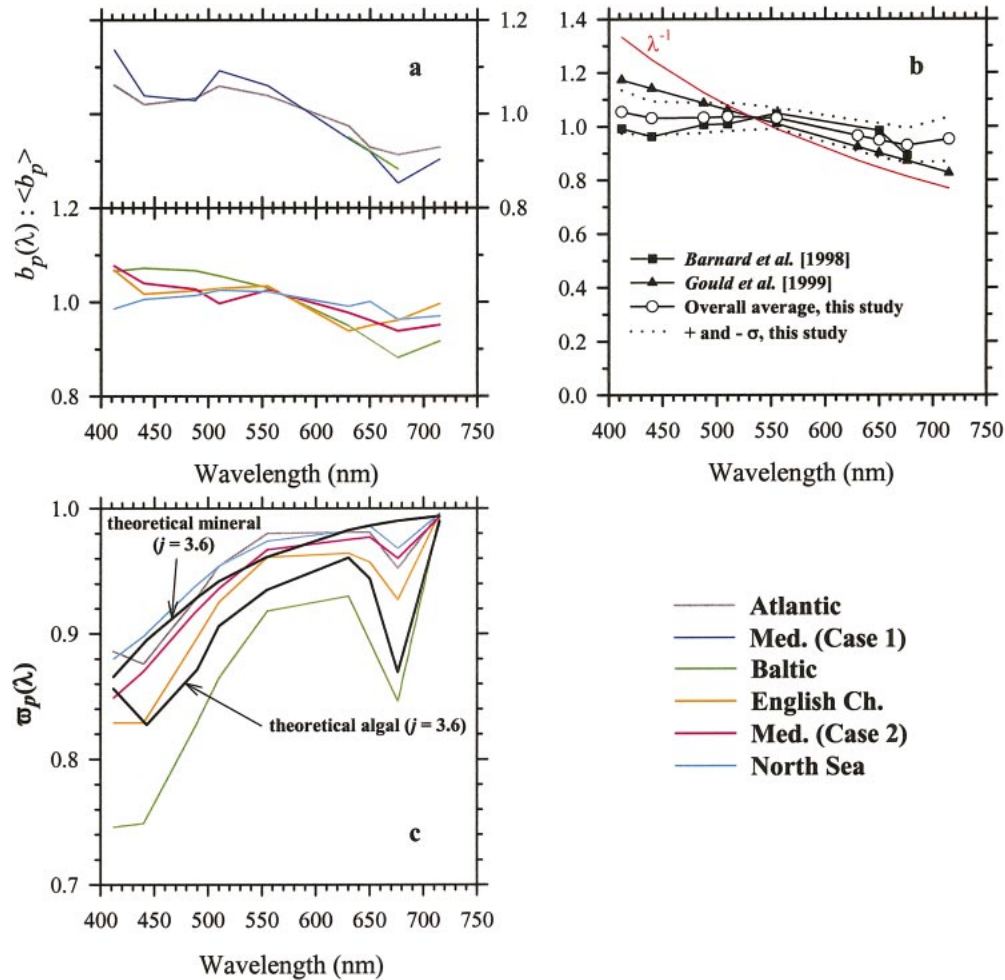 a
1.2
1.0
0.8
b_p(λ) : <b_p>
1.2
1.0
0.8
400 450 500 550 600 650 700 750
Wavelength (nm)
1.4
1.2
1.0
0.8
0.6
0.4
0.2
0.0
λ⁻¹
b
Barnard et al. [1998]
Gould et al. [1999]
Overall average, this study
+ and - σ, this study
400 450 500 550 600 650 700 750
Wavelength (nm)
1.0
0.9
0.8
0.7
ϖ_p(λ)
theoretical mineral
(j = 3.6)
theoretical algal (j = 3.6)
c
400 450 500 550 600 650 700 750
Wavelength (nm)
Atlantic
Med. (Case 1)
Baltic
English Ch.
Med. (Case 2)
North Sea